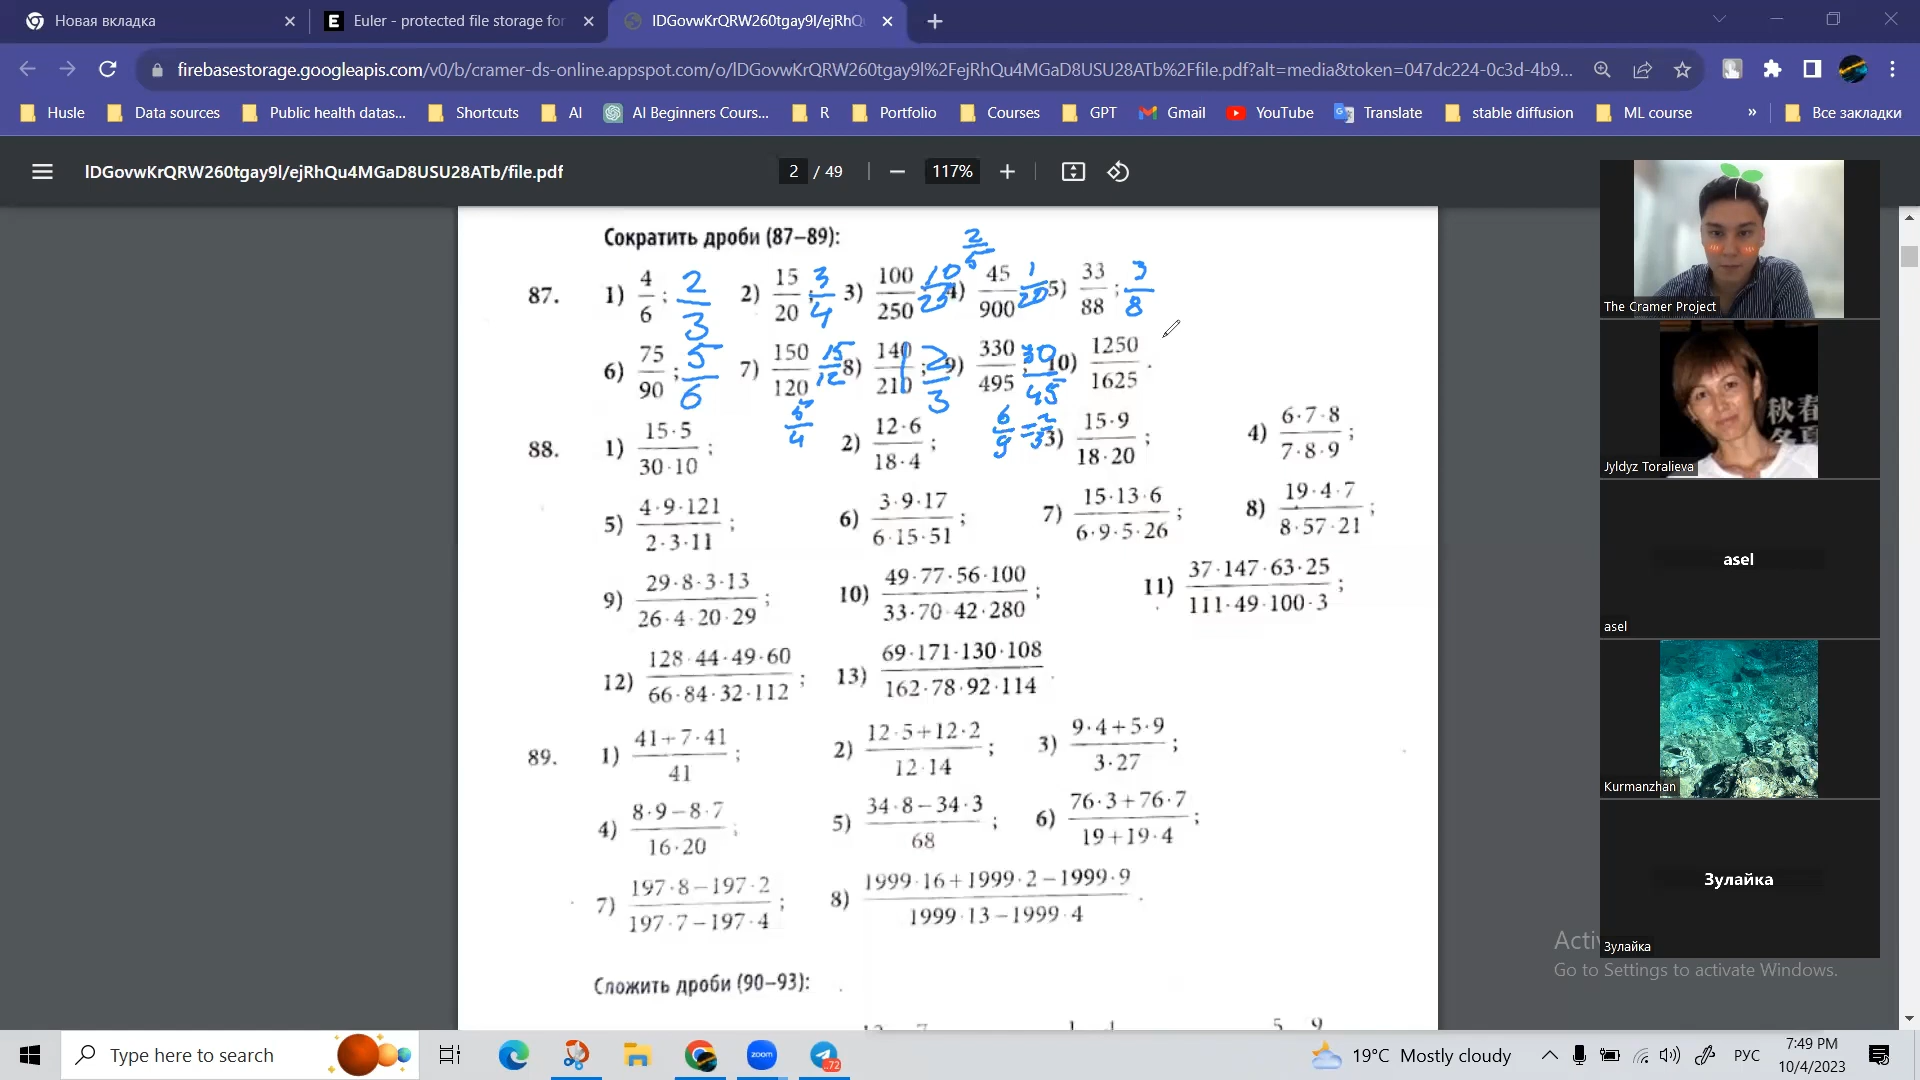 Новая вкладка
Euler - protected file storage for
lDGovwKrQRW260tgay9l/ejRhQ
firebasestorage.googleapis.com/v0/b/cramer-ds-online.appspot.com/o/lDGovwKrQRW260tgay9l%2FejRhQu4MGaD8USU28ATb%2Ffile.pdf?alt=media&token=047dc224-0c3d-4b9...
Husle Data sources Public health datas... Shortcuts AI AI Beginners Cours... R Portfolio Courses GPT Gmail YouTube Translate stable diffusion ML course » Все закладки
lDGovwKrQRW260tgay9l/ejRhQu4MGaD8USU28ATb/file.pdf
2 / 49
117%
Сократить дроби (87–89):
87. 1) 4/6; 2/3 2) 15/20; 3/4 3) 100/250 10/25 2/5 4) 45/900 1/20 5) 33/88; 3/8
6) 75/90; 5/6 7) 150/120 15/12 5/4 8) 140/210; 2/3 9) 330/495; 30/45 6/9 = 2/3 10) 1250/1625.
88. 1) 15·5/30·10; 2) 12·6/18·4; 3) 15·9/18·20; 4) 6·7·8/7·8·9;
5) 4·9·121/2·3·11; 6) 3·9·17/6·15·51; 7) 15·13·6/6·9·5·26; 8) 19·4·7/8·57·21;
9) 29·8·3·13/26·4·20·29; 10) 49·77·56·100/33·70·42·280; 11) 37·147·63·25/111·49·100·3;
12) 128·44·49·60/66·84·32·112; 13) 69·171·130·108/162·78·92·114.
89. 1) 41+7·41/41; 2) 12·5+12·2/12·14; 3) 9·4+5·9/3·27;
4) 8·9−8·7/16·20; 5) 34·8−34·3/68; 6) 76·3+76·7/19+19·4;
7) 197·8−197·2/197·7−197·4; 8) 1999·16+1999·2−1999·9/1999·13−1999·4.
Сложить дроби (90–93):
The Cramer Project
Jyldyz Toralieva
asel
asel
Kurmanzhan
Зулайка
Зулайка
Go to Settings to activate Windows.
Type here to search
zoom
72
19°C Mostly cloudy
РУС
7:49 PM
10/4/2023